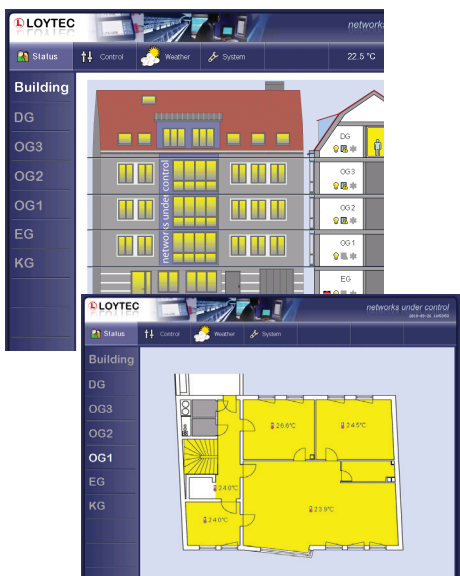 LOYTEC
networks
Status
Control
Weather
System
22.5 °C
Building
DG
OG3
OG2
OG1
EG
KG
networks under control
DG
OG3
OG2
OG1
EG
LOYTEC
networks under control
Status
Control
Weather
System
Building
DG
OG3
OG2
OG1
EG
KG
26.6°C
24.5°C
24.0°C
23.9°C
24.0°C